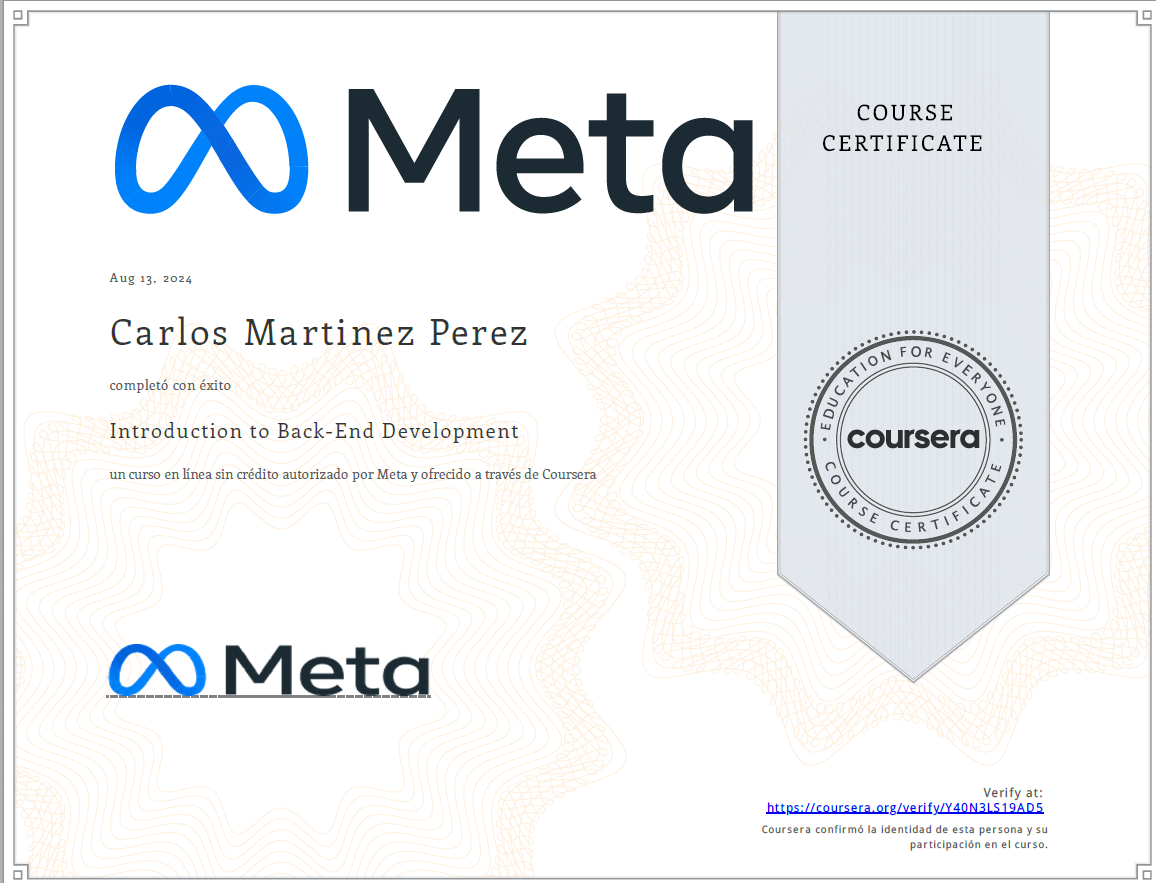 Meta
COURSE
CERTIFICATE
Aug 13, 2024
Carlos Martinez Perez
completó con éxito
Introduction to Back-End Development
un curso en línea sin crédito autorizado por Meta y ofrecido a través de Coursera
EDUCATION FOR EVERYONE
coursera
COURSE CERTIFICATE
Meta
Verify at:
https://coursera.org/verify/Y40N3LS19AD5
Coursera confirmó la identidad de esta persona y su
participación en el curso.